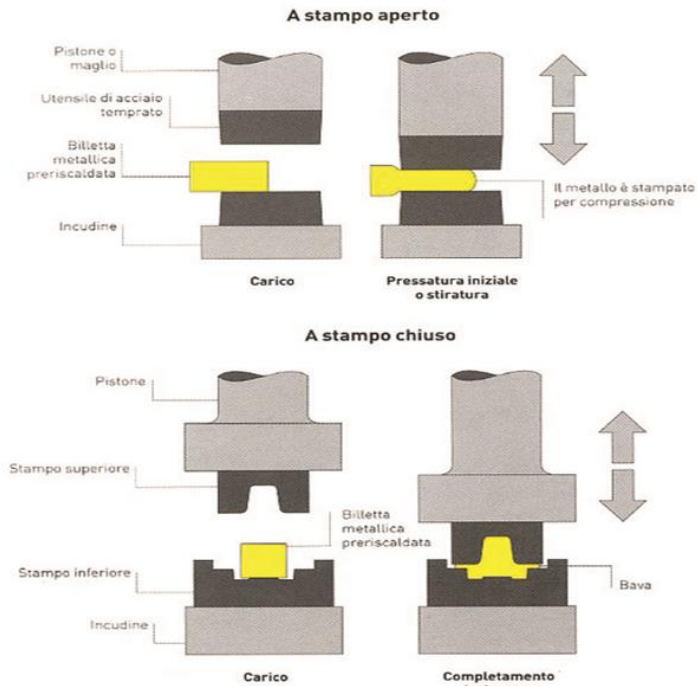 A stampo aperto
Pistone o
maglio
Utensile di acciaio
temprato
Billetta
metallica
preriscaldata
Incudine
Il metallo è stampato
per compressione
Carico
Pressatura iniziale
o stiratura
A stampo chiuso
Pistone
Stampo superiore
Billetta
metallica
preriscaldata
Stampo inferiore
Bava
Incudine
Carico
Completamento